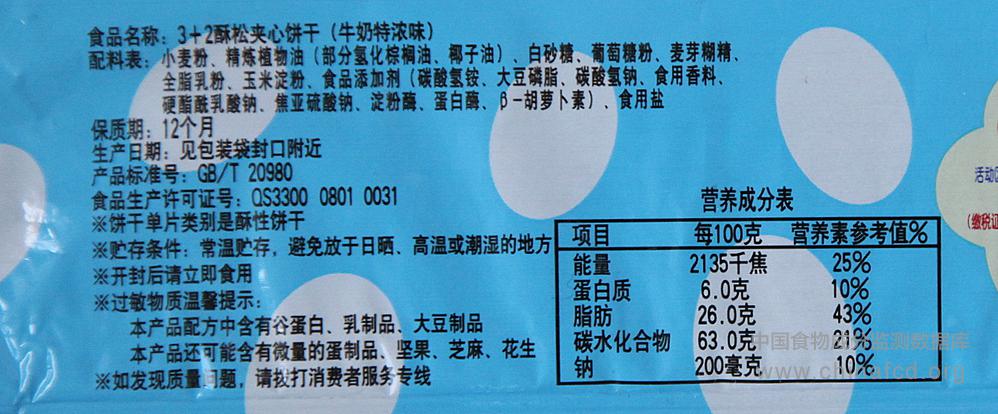 食品名称：3+2酥松夹心饼干（牛奶特浓味）
配料表：小麦粉、精炼植物油（部分氢化棕榈油、椰子油）、白砂糖、葡萄糖粉、麦芽糊精、
全脂乳粉、玉米淀粉、食品添加剂（碳酸氢铵、大豆磷脂、碳酸氢钠、食用香料、
硬酯酰乳酸钠、焦亚硫酸钠、淀粉酶、蛋白酶、β-胡萝卜素）、食用盐
保质期：12个月
生产日期：见包装袋封口附近
产品标准号：GB/T 20980
食品生产许可证号：QS3300 0801 0031
※饼干单片类别是酥性饼干
※贮存条件：常温贮存，避免放于日晒、高温或潮湿的地方
※开封后请立即食用
※过敏物质温馨提示：
本产品配方中含有谷蛋白、乳制品、大豆制品
本产品还可能含有微量的蛋制品、坚果、芝麻、花生
※如发现质量问题，请拨打消费者服务专线
营养成分表
项目 每100克 营养素参考值%
能量 2135千焦 25%
蛋白质 6.0克 10%
脂肪 26.0克 43%
碳水化合物 63.0克 21%
钠 200毫克 10%
活动
（缴税证
中国食物 监测数据库
www.chinafcd.org